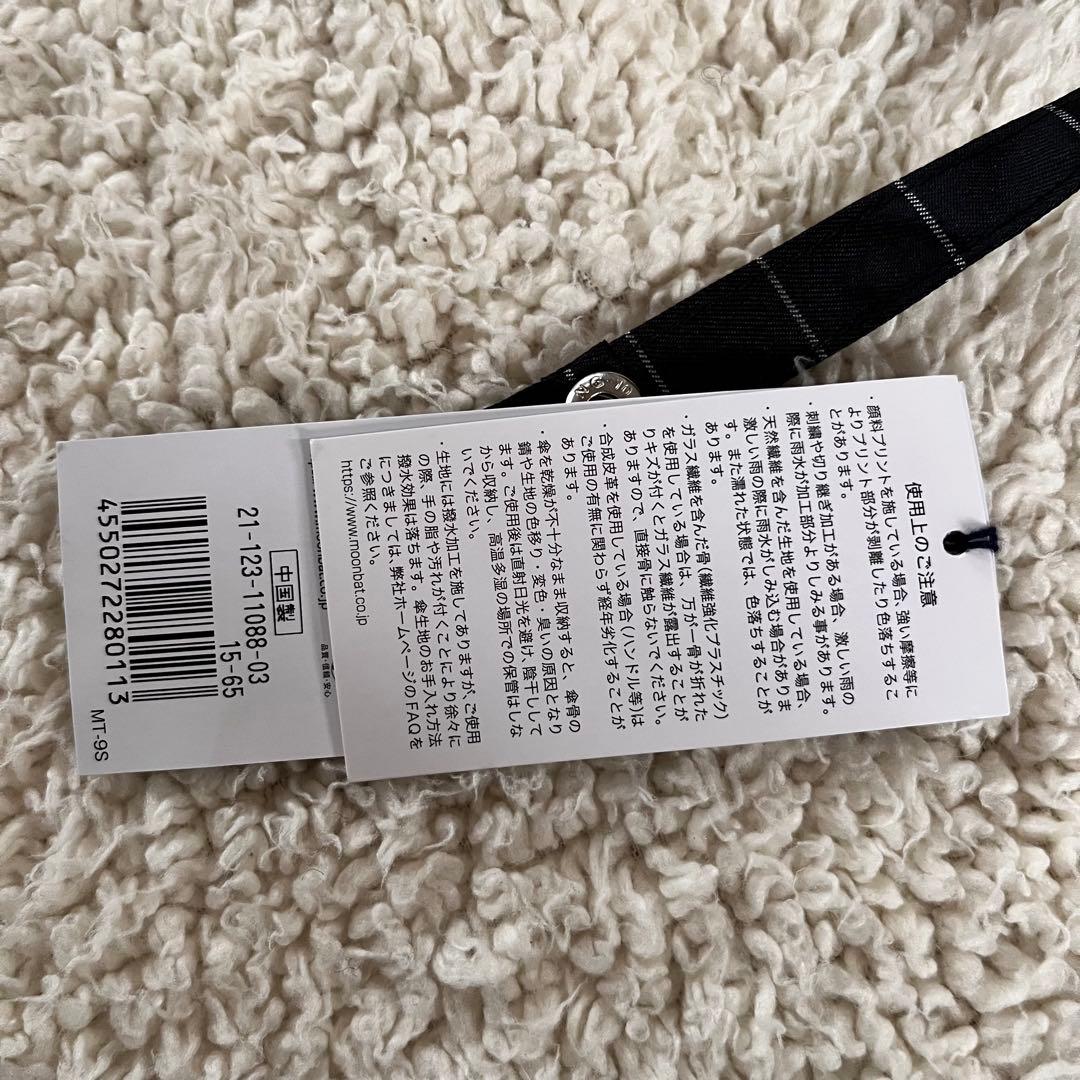 使用上のご注意
・顔料プリントを施している場合、強い摩擦等に
よりプリント部分が剥離したり色落ちするこ
とがあります。
・刺繍や切り継ぎ加工がある場合、激しい雨の
際に雨水が加工部分よりしみる事があります。
・天然繊維を含んだ生地を使用している場合、
激しい雨の際に雨水がしみ込む場合がありま
す。また濡れた状態では、色落ちすることが
あります。
・ガラス繊維を含んだ骨(繊維強化プラスチック)
を使用している場合は、万が一骨が折れた
りキズが付くとガラス繊維が露出することが
ありますので、直接骨に触らないでください。
・合成皮革を使用している場合(ハンドル等)は
ご使用の有無に関わらず経年劣化することが
あります。
・傘を乾燥が不十分なまま収納すると、傘骨の
錆や生地の色移り・変色・臭いの原因となり
ます。ご使用後は直射日光を避け、陰干しして
から収納し、高温多湿の場所での保管はしな
いでください。
・生地には撥水加工を施してありますが、ご使用
の際、手の脂や汚れが付くことにより徐々に
撥水効果は落ちます。傘生地のお手入れ方法
につきましては、弊社ホームページのFAQを
ご参照ください。
https://www.moonbat.co.jp
品質・信頼・安心
中国製
21-123-11088-03
15-65
4550272280113
MT-9S